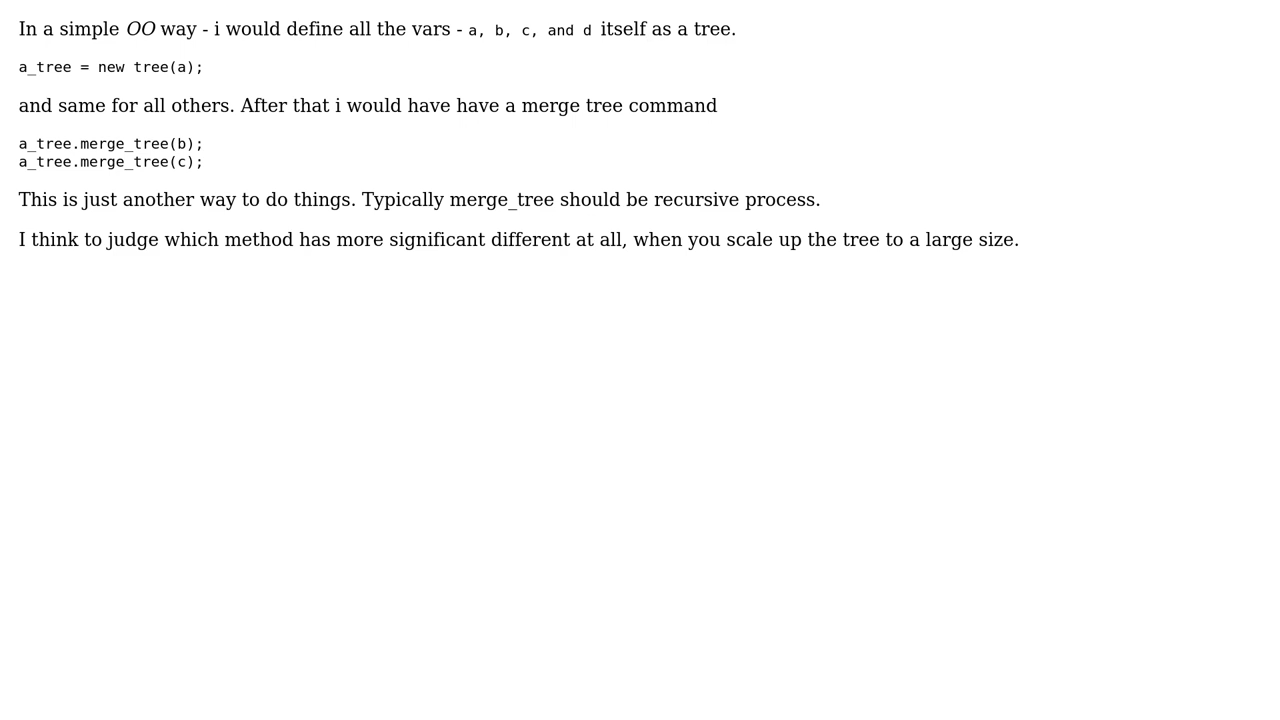 In a simple OO way - i would define all the vars - a, b, c, and d itself as a tree.
a_tree = new tree(a);
and same for all others. After that i would have have a merge tree command
a_tree.merge_tree(b);
a_tree.merge_tree(c);
This is just another way to do things. Typically merge_tree should be recursive process.
I think to judge which method has more significant different at all, when you scale up the tree to a large size.